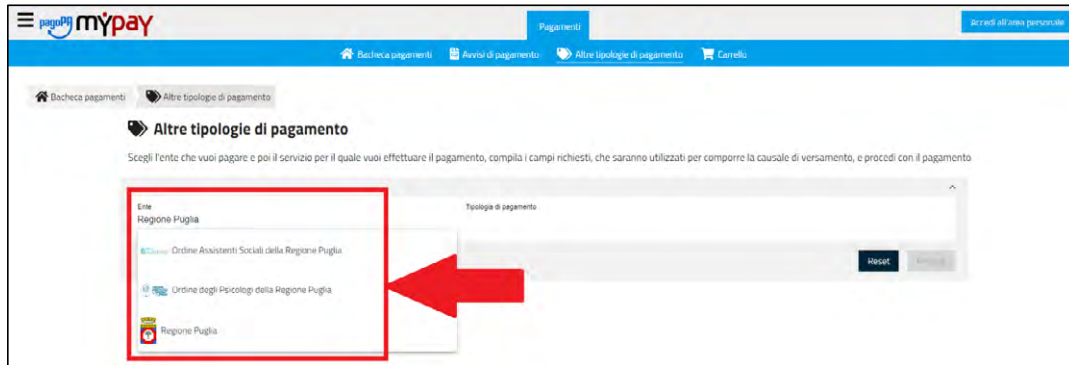 pagoPA mypay
Pagamenti
Accedi all'area personale
Bacheca pagamenti Avvisi di pagamento Altre tipologie di pagamento Carrello
Bacheca pagamenti Altre tipologie di pagamento
Altre tipologie di pagamento
Scegli l'ente che vuoi pagare e poi il servizio per il quale vuoi effettuare il pagamento, compila i campi richiesti, che saranno utilizzati per comporre la causale di versamento, e procedi con il pagamento
Ente Tipologia di pagamento
Regione Puglia
Ordine Assistenti Sociali della Regione Puglia
Reset
Ordine degli Psicologi della Regione Puglia
Regione Puglia